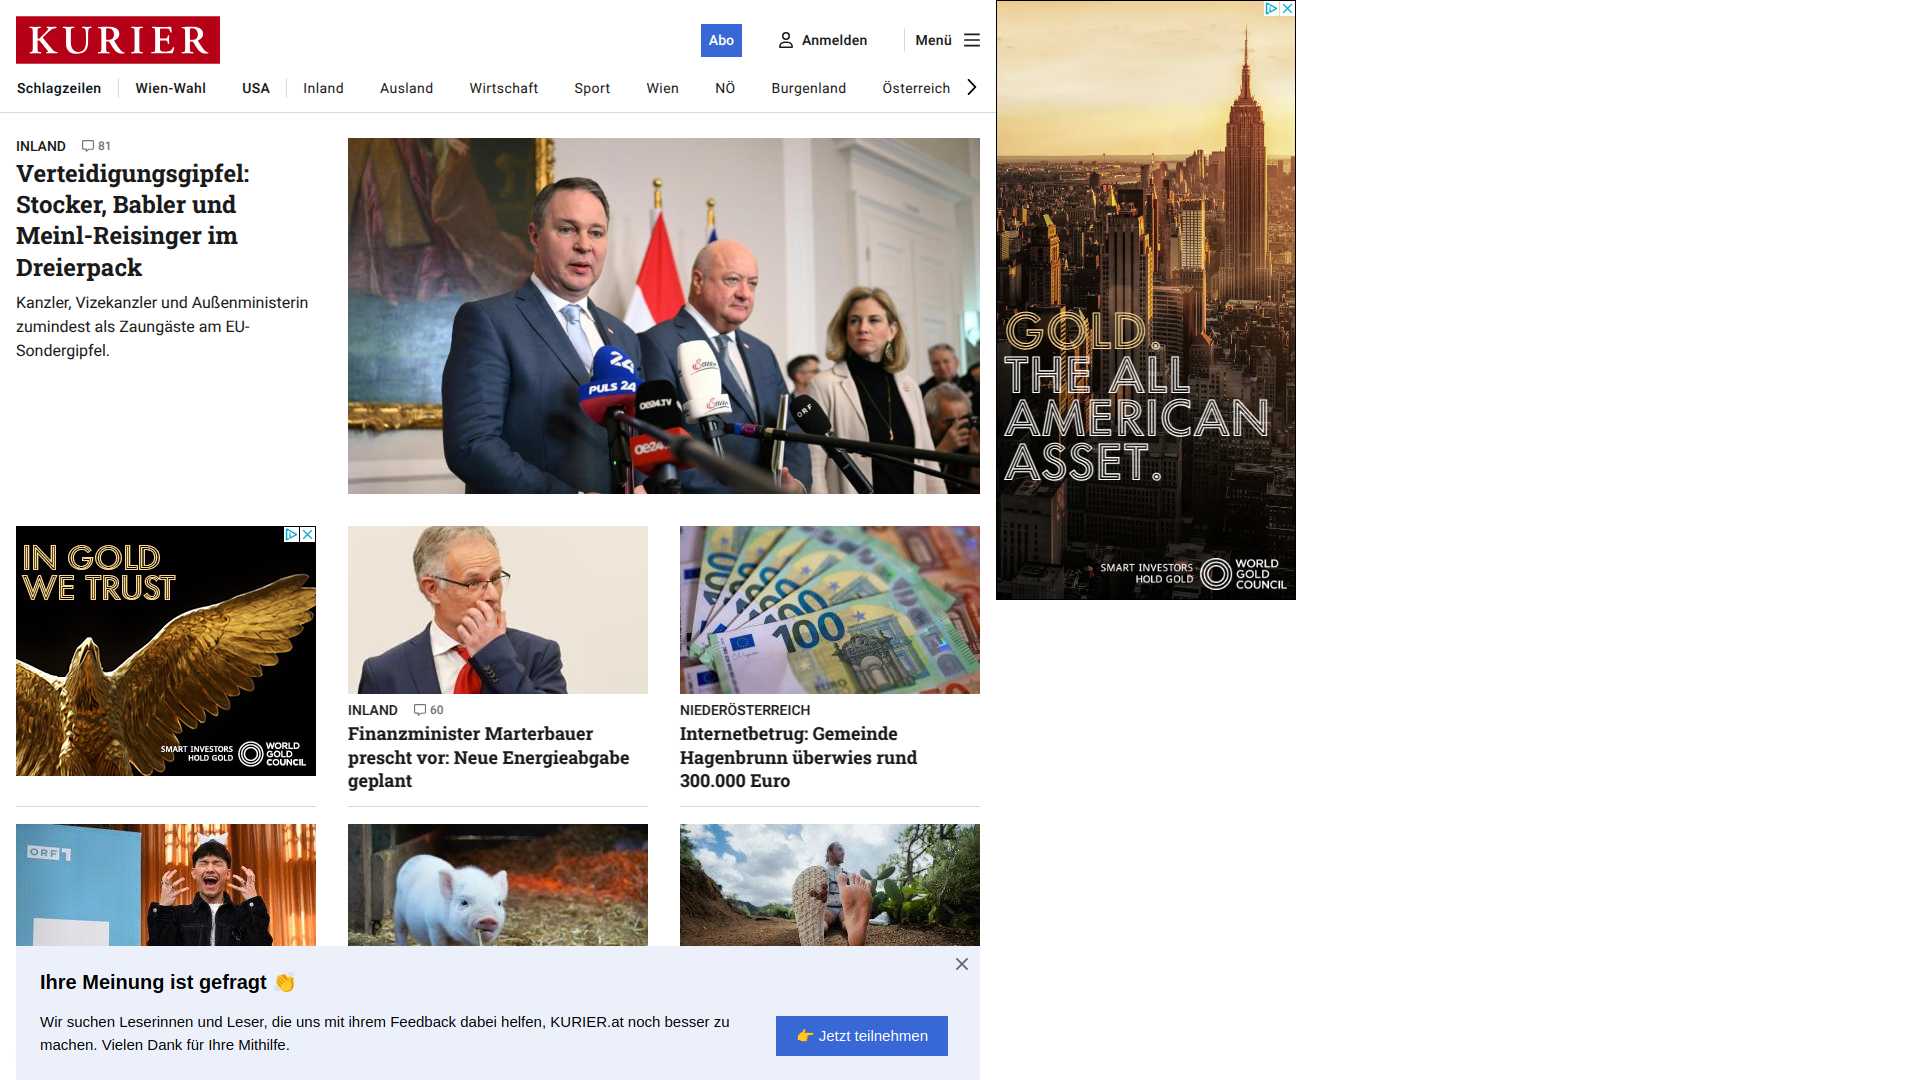 KURIER
Abo
Anmelden
Menü
Schlagzeilen
Wien-Wahl
USA
Inland
Ausland
Wirtschaft
Sport
Wien
NÖ
Burgenland
Österreich
INLAND
81
Verteidigungsgipfel:
Stocker, Babler und
Meinl-Reisinger im
Dreierpack
Kanzler, Vizekanzler und Außenministerin
zumindest als Zaungäste am EU-
Sondergipfel.
24
PULS 24
oe24.TV
oe24
ORF
GOLD.
THE ALL
AMERICAN
ASSET.
SMART INVESTORS
HOLD GOLD
WORLD
GOLD
COUNCIL
IN GOLD
WE TRUST
SMART INVESTORS
HOLD GOLD
WORLD
GOLD
COUNCIL
INLAND
60
Finanzminister Marterbauer
prescht vor: Neue Energieabgabe
geplant
100
EURO
NIEDERÖSTERREICH
Internetbetrug: Gemeinde
Hagenbrunn überwies rund
300.000 Euro
ORF 1
Ihre Meinung ist gefragt 👏
Wir suchen Leserinnen und Leser, die uns mit ihrem Feedback dabei helfen, KURIER.at noch besser zu
machen. Vielen Dank für Ihre Mithilfe.
👉 Jetzt teilnehmen